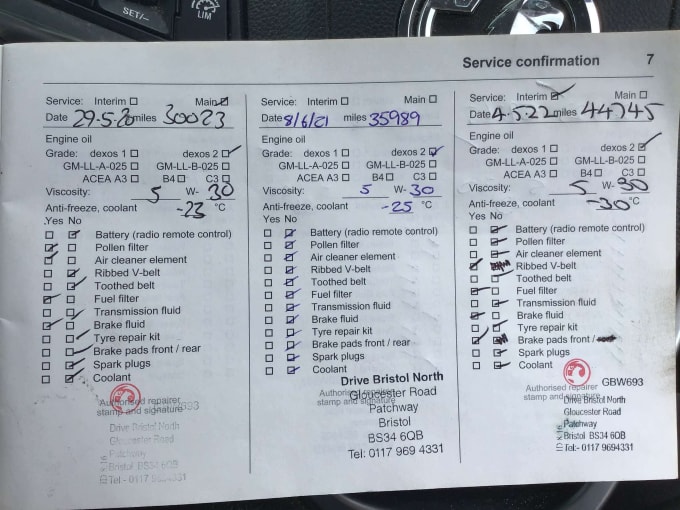 SET/-
LIM
Service confirmation 7
Service: Interim ☐ Main ☑
Date 29-5-20 miles 30023
Engine oil
Grade: dexos 1 ☐ dexos 2 ☑
GM-LL-A-025 ☐ GM-LL-B-025 ☐
ACEA A3 ☐ B4 ☐ C3 ☐
Viscosity: 5 W- 30
Anti-freeze, coolant -23 °C
Yes No
Battery (radio remote control)
Pollen filter
Air cleaner element
Ribbed V-belt
Toothed belt
Fuel filter
Transmission fluid
Brake fluid
Tyre repair kit
Brake pads front / rear
Spark plugs
Coolant
Authorised repairer
stamp and signature
Drive Bristol North
Gloucester Road
Patchway
Bristol BS34 6QB
Tel:- 0117 9694331
Service: Interim ☐ Main ☐
Date 8/6/21 miles 35989
Engine oil
Grade: dexos 1 ☐ dexos 2 ☑
GM-LL-A-025 ☐ GM-LL-B-025 ☐
ACEA A3 ☐ B4 ☐ C3 ☐
Viscosity: 5 W- 30
Anti-freeze, coolant -25 °C
Yes No
Battery (radio remote control)
Pollen filter
Air cleaner element
Ribbed V-belt
Toothed belt
Fuel filter
Transmission fluid
Brake fluid
Tyre repair kit
Brake pads front / rear
Spark plugs
Coolant
Authorised repairer
stamp and signature
Drive Bristol North
Gloucester Road
Patchway
Bristol
BS34 6QB
Tel: 0117 969 4331
Service: Interim ☑ Main ☐
Date 4.5.22 miles 44745
Engine oil
Grade: dexos 1 ☐ dexos 2 ☑
GM-LL-A-025 ☐ GM-LL-B-025 ☐
ACEA A3 ☐ B4 ☐ C3 ☐
Viscosity: 5 W- 30
Anti-freeze, coolant -30 °C
Yes No
Battery (radio remote control)
Pollen filter
Air cleaner element
Ribbed V-belt
Toothed belt
Fuel filter
Transmission fluid
Brake fluid
Tyre repair kit
Brake pads front /
Spark plugs
Coolant
Authorised repairer
stamp and
GBW693
Drive Bristol North
Gloucester Road
Patchway
Bristol BS34 6QB
Tel:- 0117 9694331